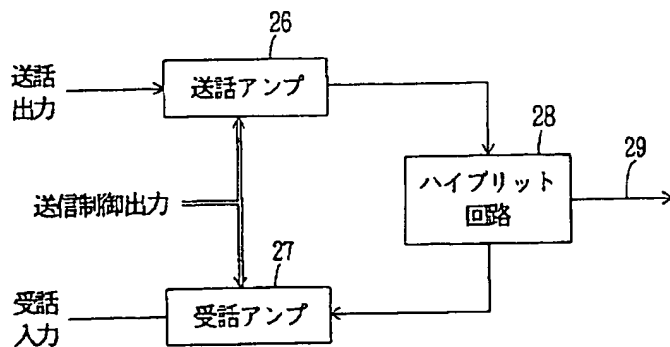 26
送話
出力
送話アンプ
28
29
ハイブリット
回路
送信制御出力
27
受話
入力
受話アンプ